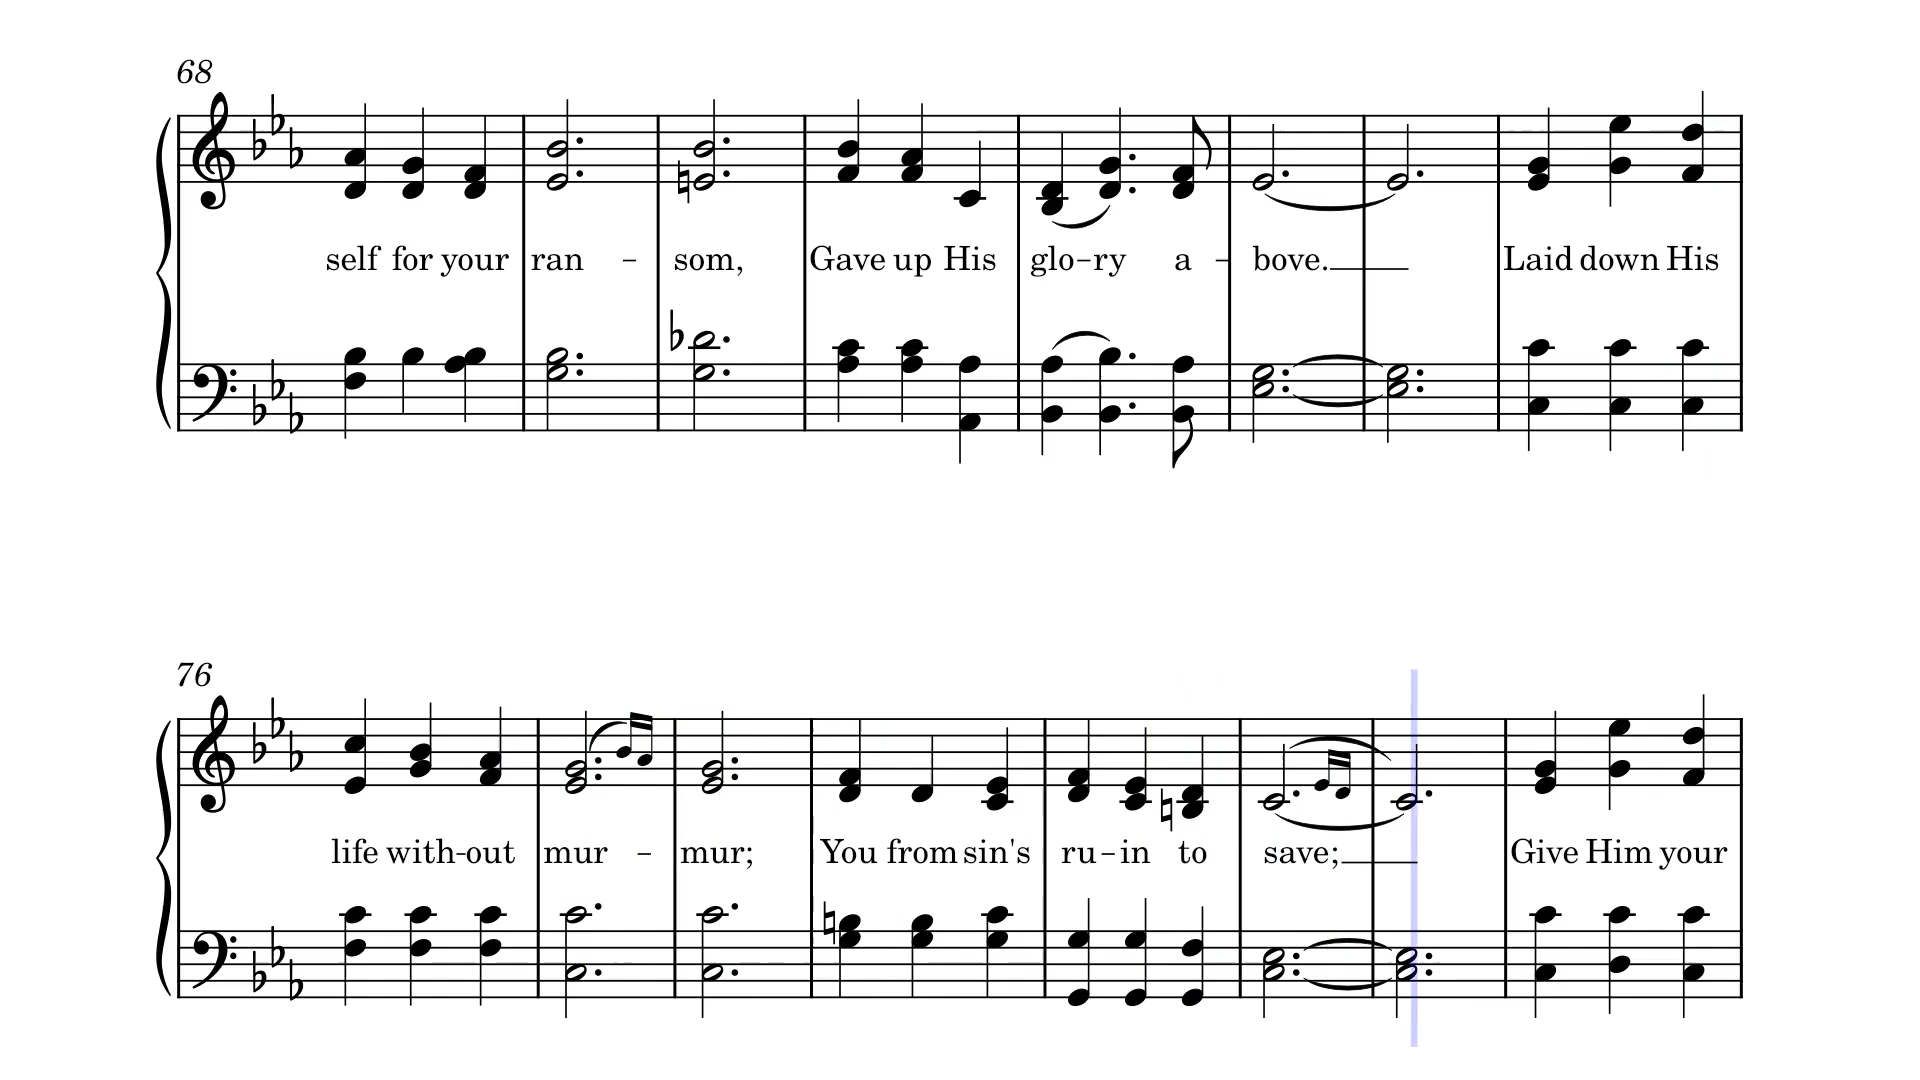 68
self for your ran - som, Gave up His glo-ry a - bove. Laid down His
76
life with-out mur - mur; You from sin's ru-in to save; Give Him your